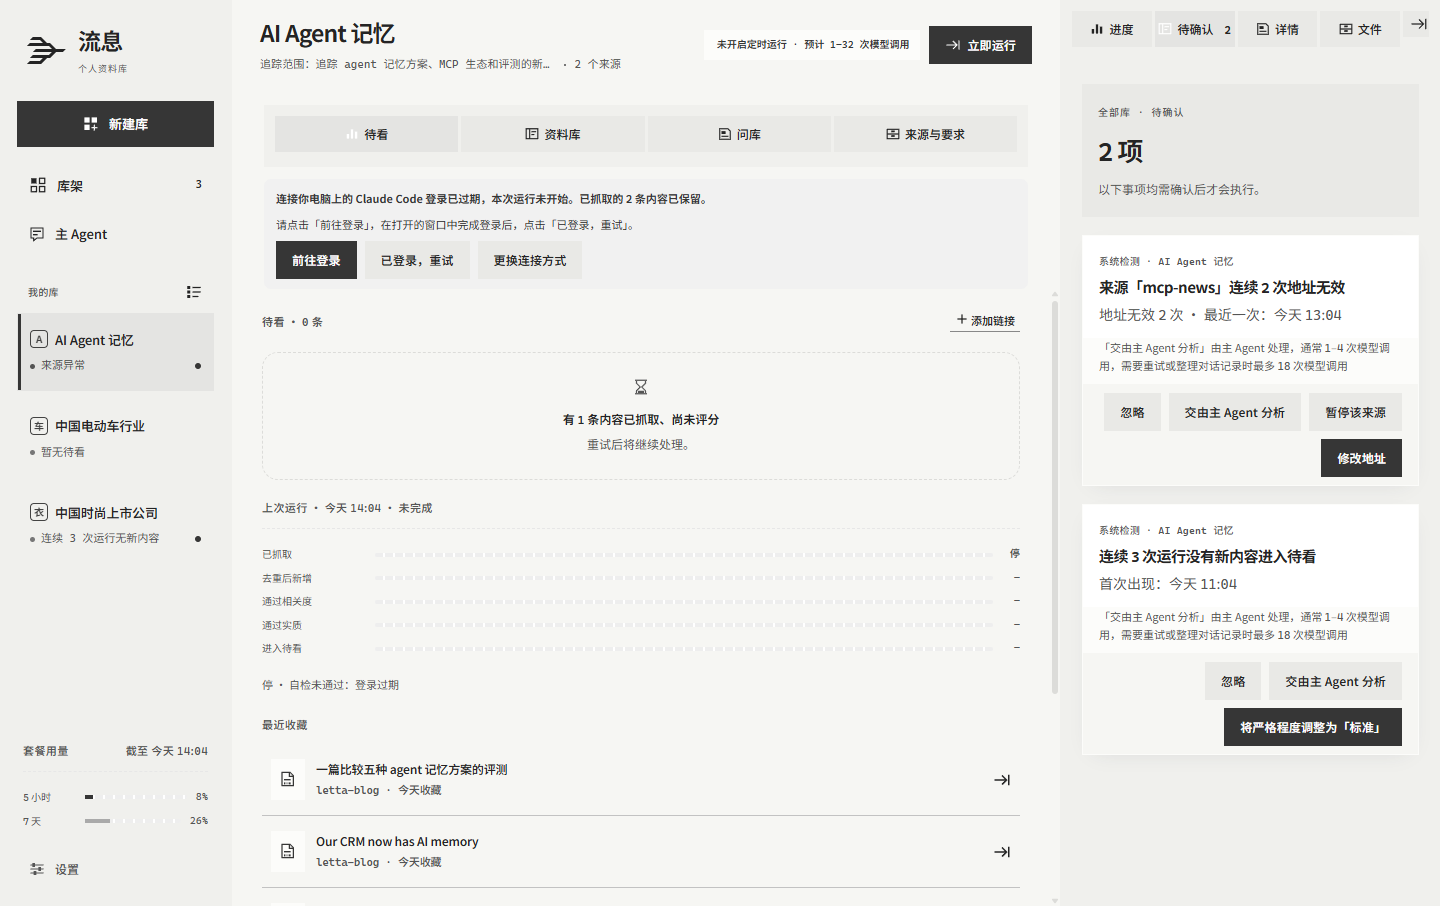 流息
个人资料库
新建库
库架 3
主 Agent
我的库
A AI Agent 记忆
来源异常
车 中国电动车行业
暂无待看
衣 中国时尚上市公司
连续 3 次运行无新内容
套餐用量 截至 今天 14:04
5 小时 8%
7 天 26%
设置
AI Agent 记忆
追踪范围：追踪 agent 记忆方案、MCP 生态和评测的新… · 2 个来源
未开启定时运行 · 预计 1–32 次模型调用
立即运行
待看 资料库 问库 来源与要求
连接你电脑上的 Claude Code 登录已过期，本次运行未开始。已抓取的 2 条内容已保留。
请点击「前往登录」，在打开的窗口中完成登录后，点击「已登录，重试」。
前往登录 已登录，重试 更换连接方式
待看 · 0 条 添加链接
有 1 条内容已抓取、尚未评分
重试后将继续处理。
上次运行 · 今天 14:04 · 未完成
已抓取 停
去重后新增 –
通过相关度 –
通过实质 –
进入待看 –
停 · 自检未通过：登录过期
最近收藏
一篇比较五种 agent 记忆方案的评测
letta-blog · 今天收藏
Our CRM now has AI memory
letta-blog · 今天收藏
进度 待确认 2 详情 文件
全部库 · 待确认
2 项
以下事项均需确认后才会执行。
系统检测 · AI Agent 记忆
来源「mcp-news」连续 2 次地址无效
地址无效 2 次 · 最近一次：今天 13:04
「交由主 Agent 分析」由主 Agent 处理，通常 1–4 次模型调
用，需要重试或整理对话记录时最多 18 次模型调用
忽略 交由主 Agent 分析 暂停该来源
修改地址
系统检测 · AI Agent 记忆
连续 3 次运行没有新内容进入待看
首次出现：今天 11:04
「交由主 Agent 分析」由主 Agent 处理，通常 1–4 次模型调
用，需要重试或整理对话记录时最多 18 次模型调用
忽略 交由主 Agent 分析
将严格程度调整为「标准」